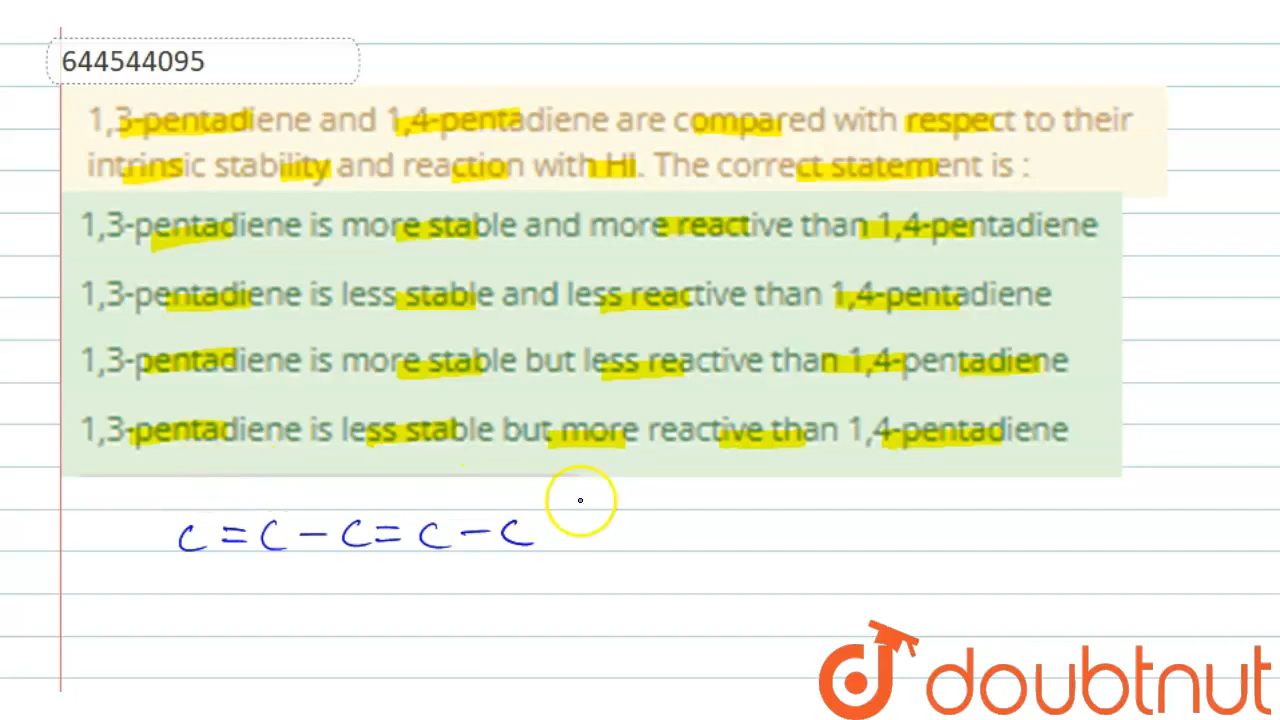 644544095
1,3-pentadiene and 1,4-pentadiene are compared with respect to their
intrinsic stability and reaction with HI. The correct statement is :
1,3-pentadiene is more stable and more reactive than 1,4-pentadiene
1,3-pentadiene is less stable and less reactive than 1,4-pentadiene
1,3-pentadiene is more stable but less reactive than 1,4-pentadiene
1,3-pentadiene is less stable but more reactive than 1,4-pentadiene
C = C - C = C - C
doubtnut